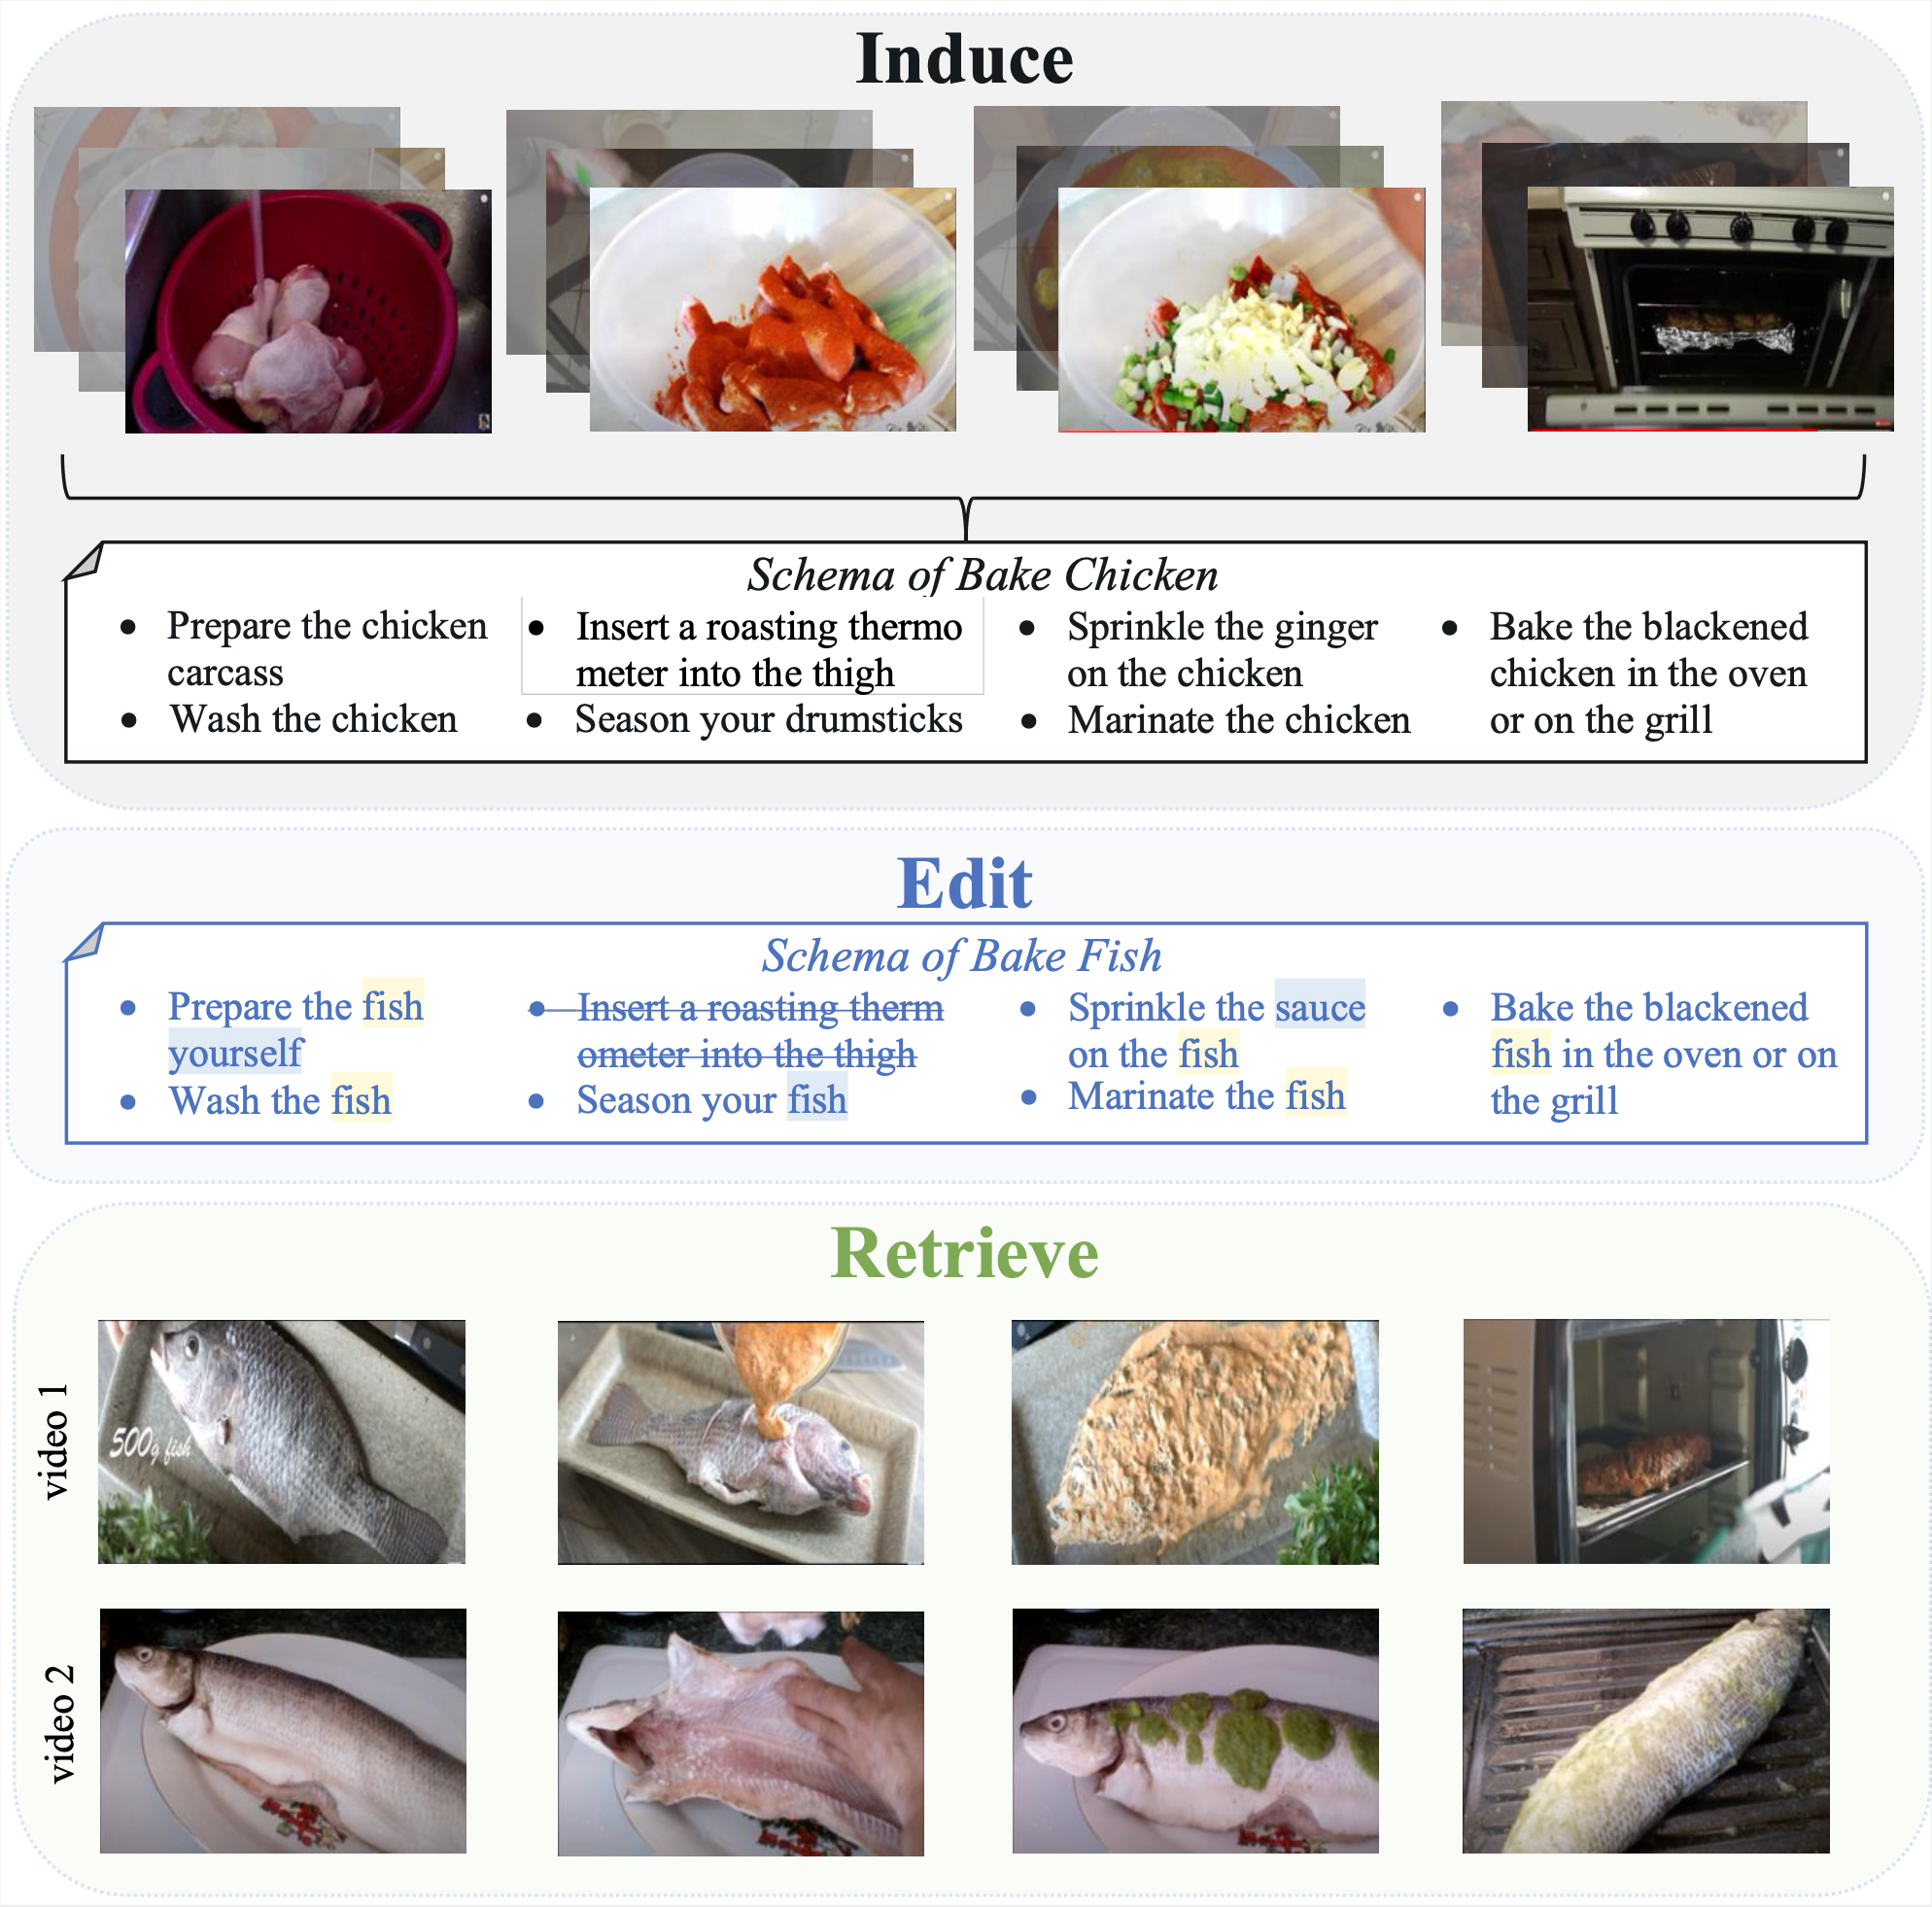 Induce
Schema of Bake Chicken
• Prepare the chicken
carcass
• Wash the chicken
• Insert a roasting thermo
meter into the thigh
• Season your drumsticks
• Sprinkle the ginger
on the chicken
• Marinate the chicken
• Bake the blackened
chicken in the oven
or on the grill
Edit
Schema of Bake Fish
• Prepare the fish
yourself
• Wash the fish
• Insert a roasting therm
ometer into the thigh
• Season your fish
• Sprinkle the sauce
on the fish
• Marinate the fish
• Bake the blackened
fish in the oven or on
the grill
Retrieve
video 1
500g fish
video 2